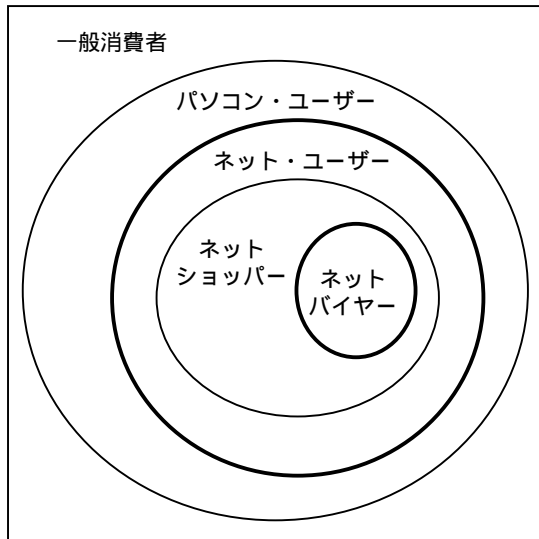 一般消費者
パソコン・ユーザー
ネット・ユーザー
ネット
ショッパー
ネット
バイヤー